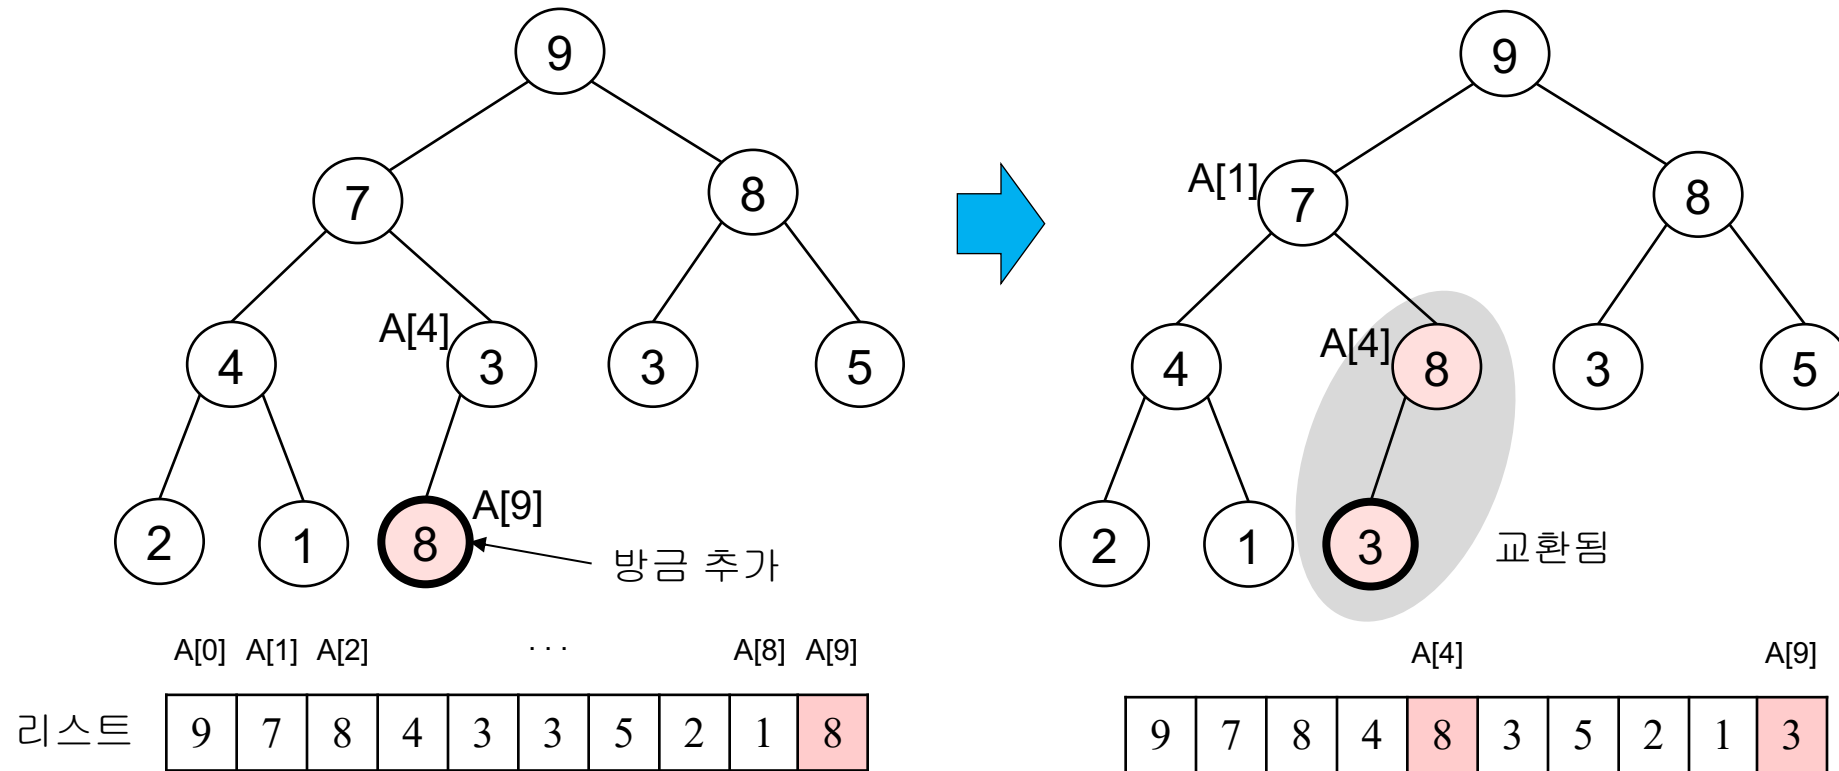 9
7 8
A[4]
4 3 3 5
2 1 8 A[9]
방금 추가
A[0] A[1] A[2] ... A[8] A[9]
리스트 9 7 8 4 3 3 5 2 1 8
9
A[1] 7 8
A[4]
4 8 3 5
2 1 3 교환됨
A[4] A[9]
9 7 8 4 8 3 5 2 1 3